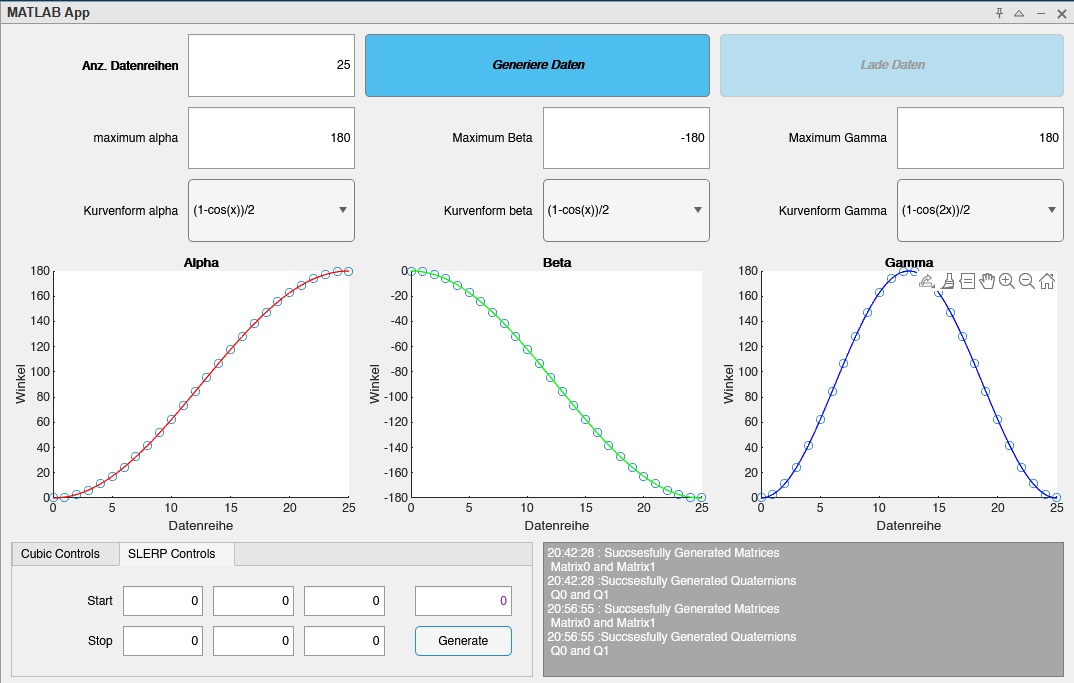 MATLAB App
Anz. Datenreihen 25 Generiere Daten Lade Daten
maximum alpha 180 Maximum Beta -180 Maximum Gamma 180
Kurvenform alpha (1-cos(x))/2 Kurvenform beta (1-cos(x))/2 Kurvenform Gamma (1-cos(2x))/2
Alpha
180
160
140
120
100
80
60
40
20
0
Winkel
0 5 10 15 20 25
Datenreihe
Beta
0
-20
-40
-60
-80
-100
-120
-140
-160
-180
Winkel
0 5 10 15 20 25
Datenreihe
Gamma
180
160
140
120
100
80
60
40
20
0
Winkel
0 5 10 15 20 25
Datenreihe
Cubic Controls SLERP Controls
Start 0 0 0 0
Stop 0 0 0 Generate
20:42:28 : Succsesfully Generated Matrices
Matrix0 and Matrix1
20:42:28 :Succsesfully Generated Quaternions
Q0 and Q1
20:56:55 : Succsesfully Generated Matrices
Matrix0 and Matrix1
20:56:55 :Succsesfully Generated Quaternions
Q0 and Q1